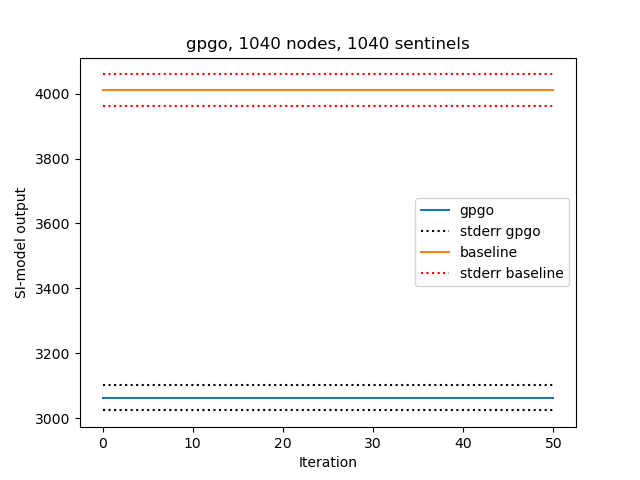 gpgo, 1040 nodes, 1040 sentinels
4000
3800
3600
3400
3200
3000
SI-model output
gpgo
stderr gpgo
baseline
stderr baseline
0 10 20 30 40 50
Iteration